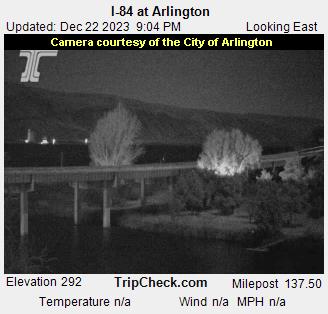 I-84 at Arlington
Updated: Dec 22 2023 9:04 PM Looking East
Camera courtesy of the City of Arlington
Elevation 292 TripCheck.com Milepost 137.50
Temperature n/a Wind n/a MPH n/a